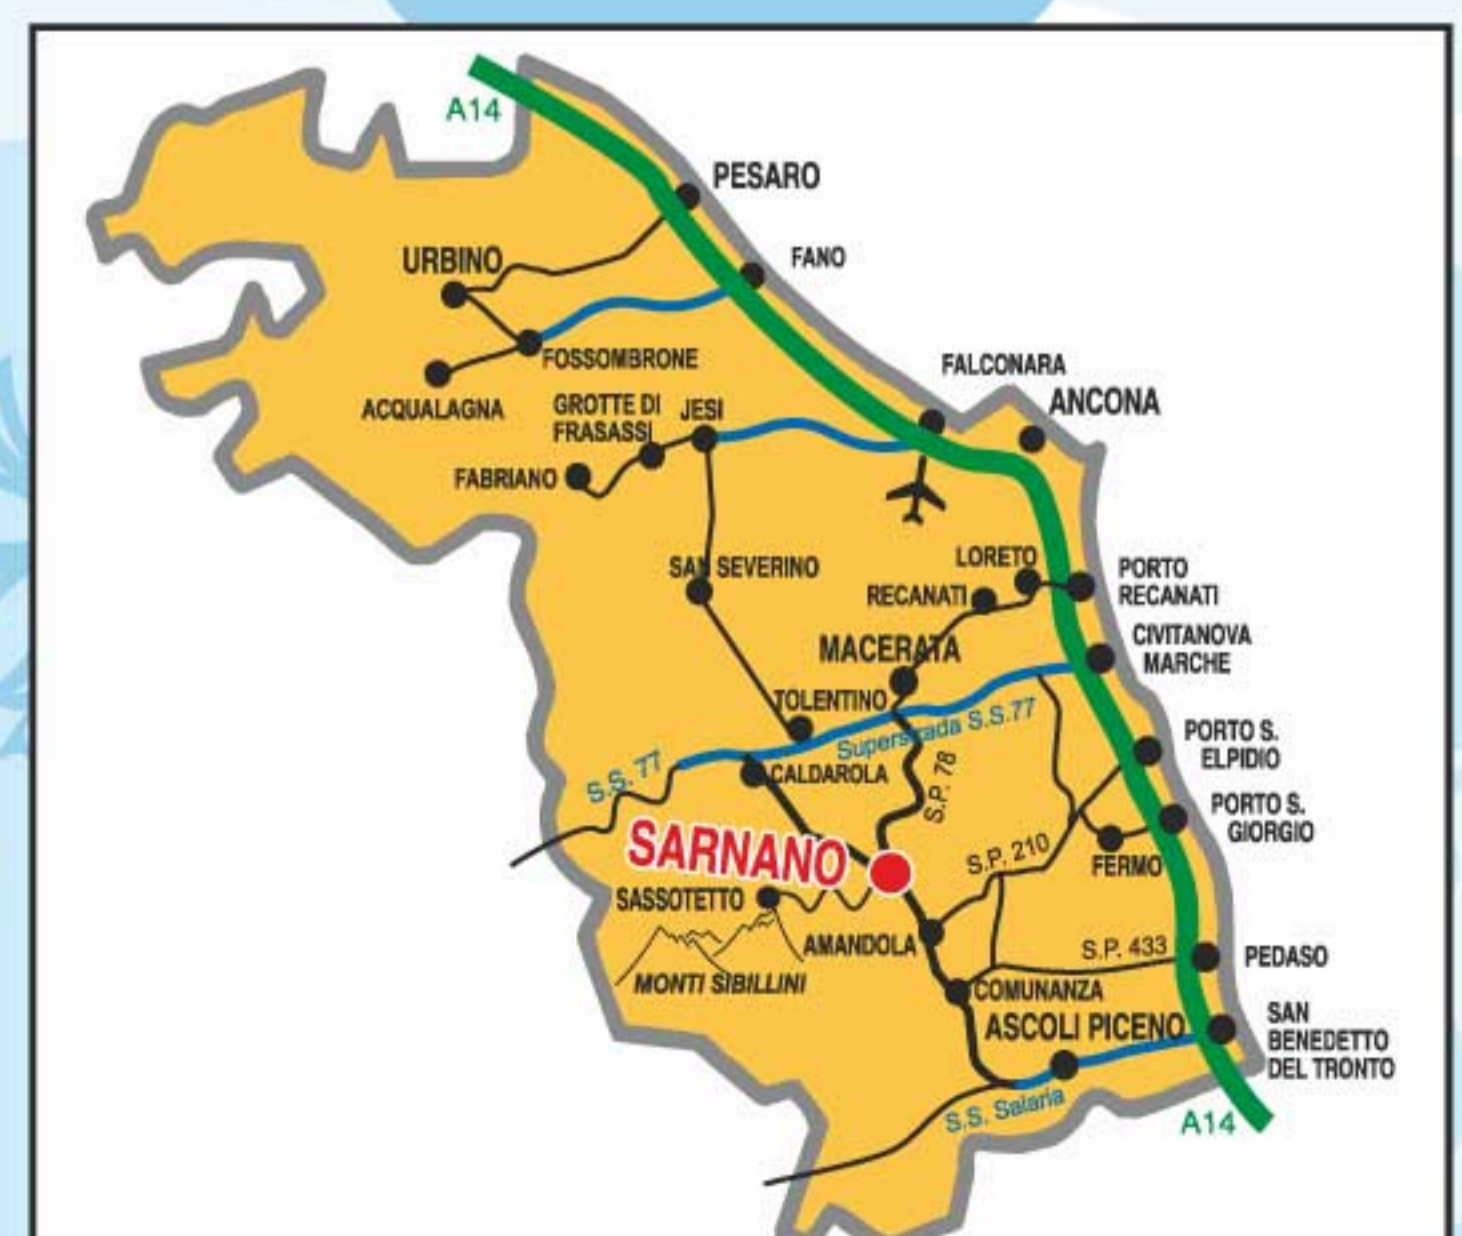 A14
PESARO
URBINO
FANO
FOSSOMBRONE
FALCONARA
ACQUALAGNA
GROTTE DI
FRASASSI
JESI
ANCONA
FABRIANO
SAN SEVERINO
LORETO
RECANATI
PORTO
RECANATI
MACERATA
CIVITANOVA
MARCHE
TOLENTINO
Superstrada S.S.77
PORTO S.
ELPIDIO
S.S. 77
CALDAROLA
S.P. 78
PORTO S.
GIORGIO
SARNANO
S.P. 210
FERMO
SASSOTETTO
AMANDOLA
S.P. 433
PEDASO
MONTI SIBILLINI
COMUNANZA
ASCOLI PICENO
SAN
BENEDETTO
DEL TRONTO
S.S. Salaria
A14